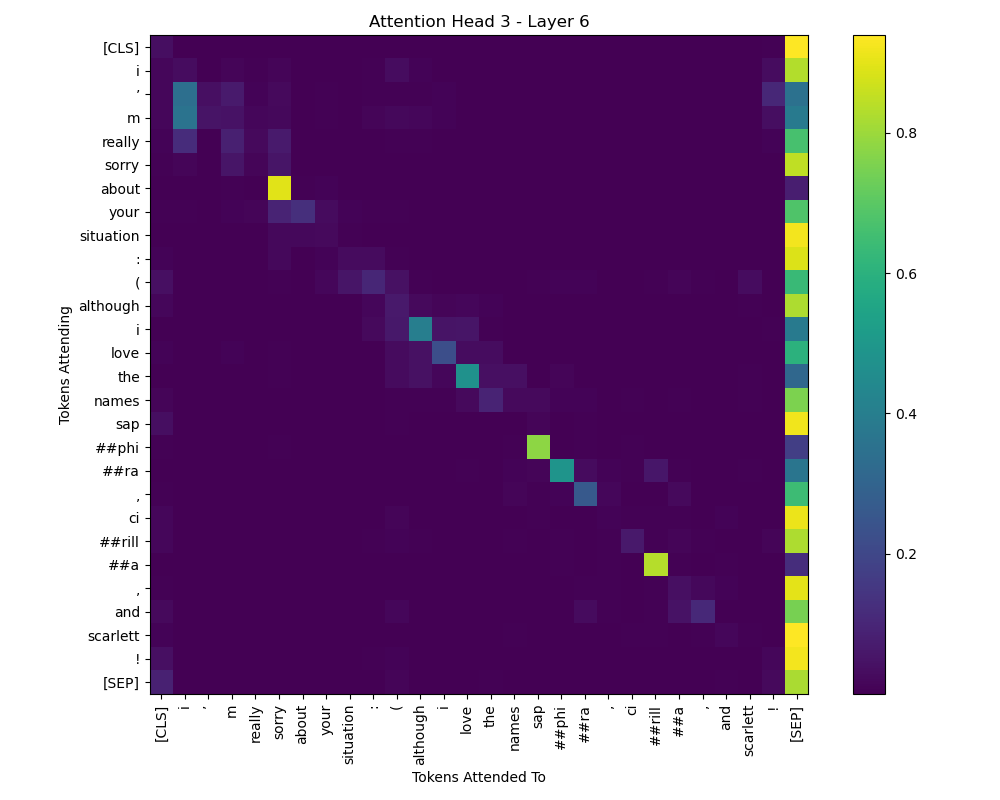 Attention Head 3 - Layer 6
[CLS]
i
’
m
really
sorry
about
your
situation
:
(
although
i
love
the
names
sap
##phi
##ra
,
ci
##rill
##a
,
and
scarlett
!
[SEP]
Tokens Attending
[CLS]
i
’
m
really
sorry
about
your
situation
:
(
although
i
love
the
names
sap
##phi
##ra
,
ci
##rill
##a
,
and
scarlett
!
[SEP]
Tokens Attended To
0.8
0.6
0.4
0.2